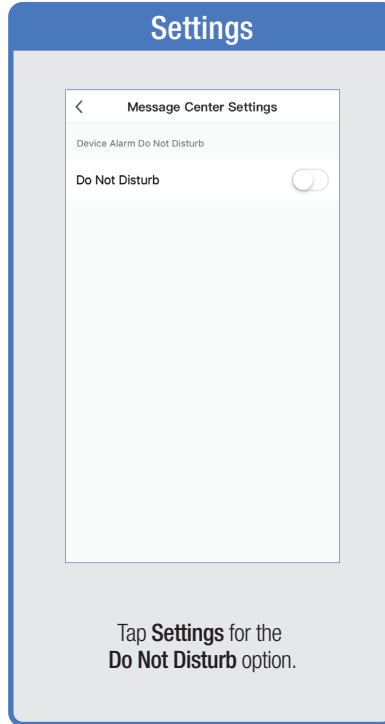 Settings
Message Center Settings
Device Alarm Do Not Disturb
Do Not Disturb
Tap Settings for the
Do Not Disturb option.